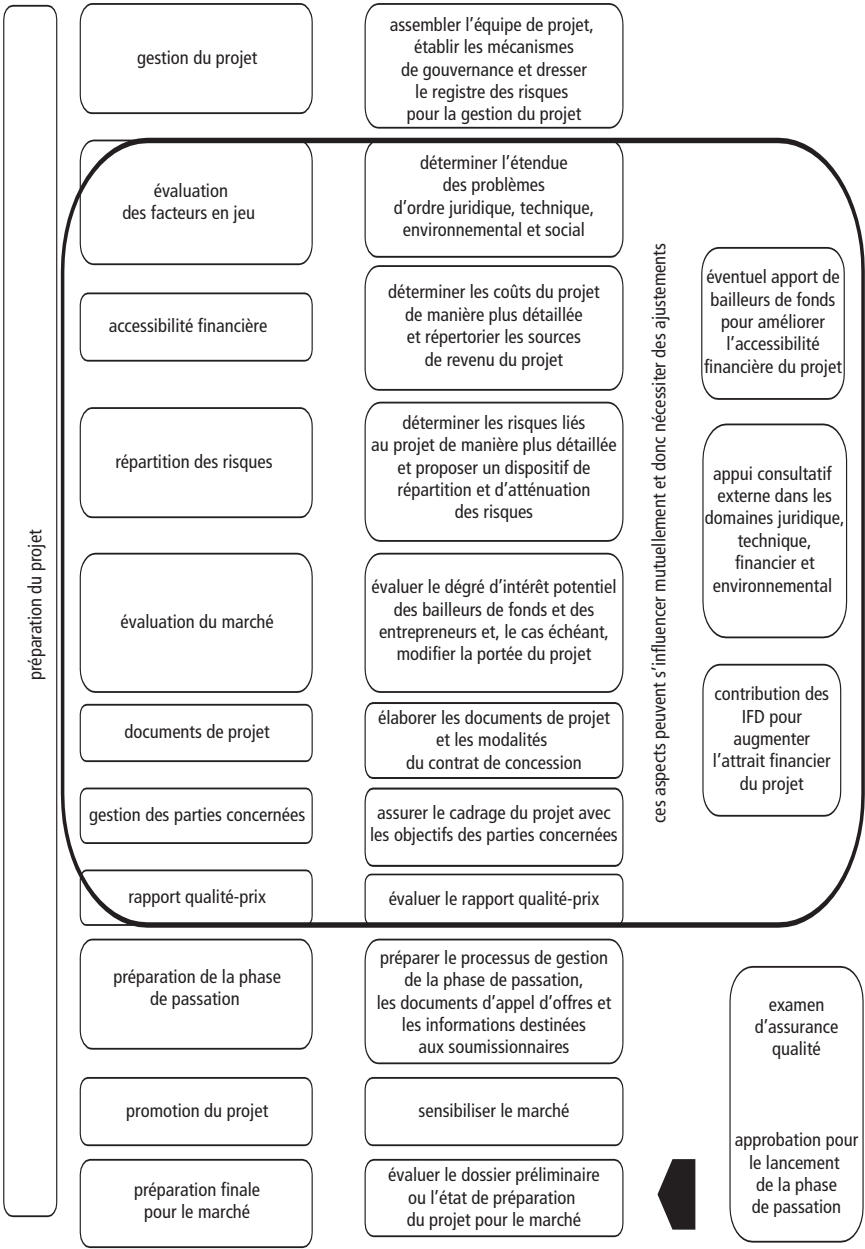 préparation du projet
gestion du projet
assembler l'équipe de projet,
établir les mécanismes
de gouvernance et dresser
le registre des risques
pour la gestion du projet
évaluation
des facteurs en jeu
déterminer l'étendue
des problèmes
d'ordre juridique, technique,
environnemental et social
accessibilité financière
déterminer les coûts du projet
de manière plus détaillée
et répertorier les sources
de revenu du projet
répartition des risques
déterminer les risques liés
au projet de manière plus détaillée
et proposer un dispositif de
répartition et d'atténuation
des risques
évaluation du marché
évaluer le dégré d'intérêt potentiel
des bailleurs de fonds et des
entrepreneurs et, le cas échéant,
modifier la portée du projet
documents de projet
élaborer les documents de projet
et les modalités
du contrat de concession
gestion des parties concernées
assurer le cadrage du projet avec
les objectifs des parties concernées
rapport qualité-prix
évaluer le rapport qualité-prix
ces aspects peuvent s'influencer mutuellement et donc nécessiter des ajustements
éventuel apport de
bailleurs de fonds
pour améliorer
l'accessibilité
financière du projet
appui consultatif
externe dans les
domaines juridique,
technique,
financier et
environnemental
contribution des
IFD pour
augmenter
l'attrait financier
du projet
préparation de la phase
de passation
préparer le processus de gestion
de la phase de passation,
les documents d'appel d'offres et
les informations destinées
aux soumissionnaires
promotion du projet
sensibiliser le marché
préparation finale
pour le marché
évaluer le dossier préliminaire
ou l'état de préparation
du projet pour le marché
examen
d'assurance
qualité
approbation pour
le lancement
de la phase
de passation